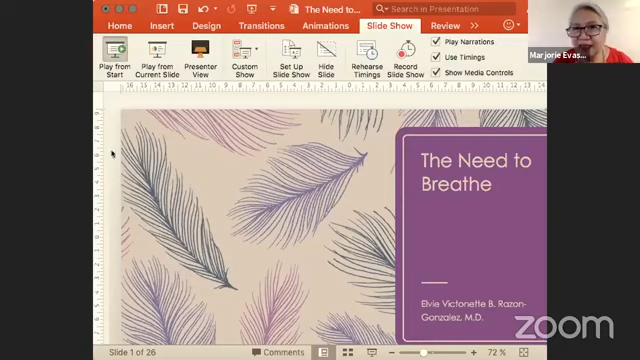 The Need to...
Search in Presentation
Home Insert Design Transitions Animations Slide Show Review
Play from Start
Play from Current Slide
Presenter View
Custom Show
Set Up Slide Show
Hide Slide
Rehearse Timings
Record Slide Show
Play Narrations
Use Timings
Show Media Controls
Marjorie Evas...
The Need to
Breathe
Elvie Victonette B. Razon-
Gonzalez, M.D.
zoom
Slide 1 of 26
Comments
72 %